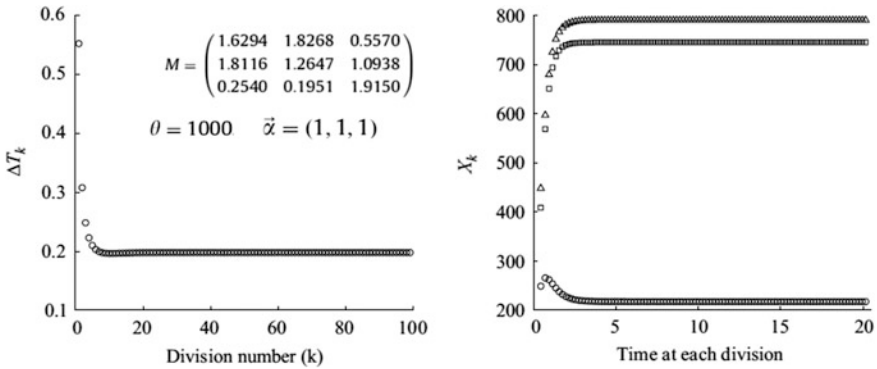 0.6
0.5
0.4
0.3
0.2
0.1
ΔT_k
M = (1.6294 1.8268 0.5570
1.8116 1.2647 1.0938
0.2540 0.1951 1.9150)
θ = 1000 α⃗ = (1, 1, 1)
0 20 40 60 80 100
Division number (k)
800
700
600
500
400
300
200
X_k
0 5 10 15 20
Time at each division